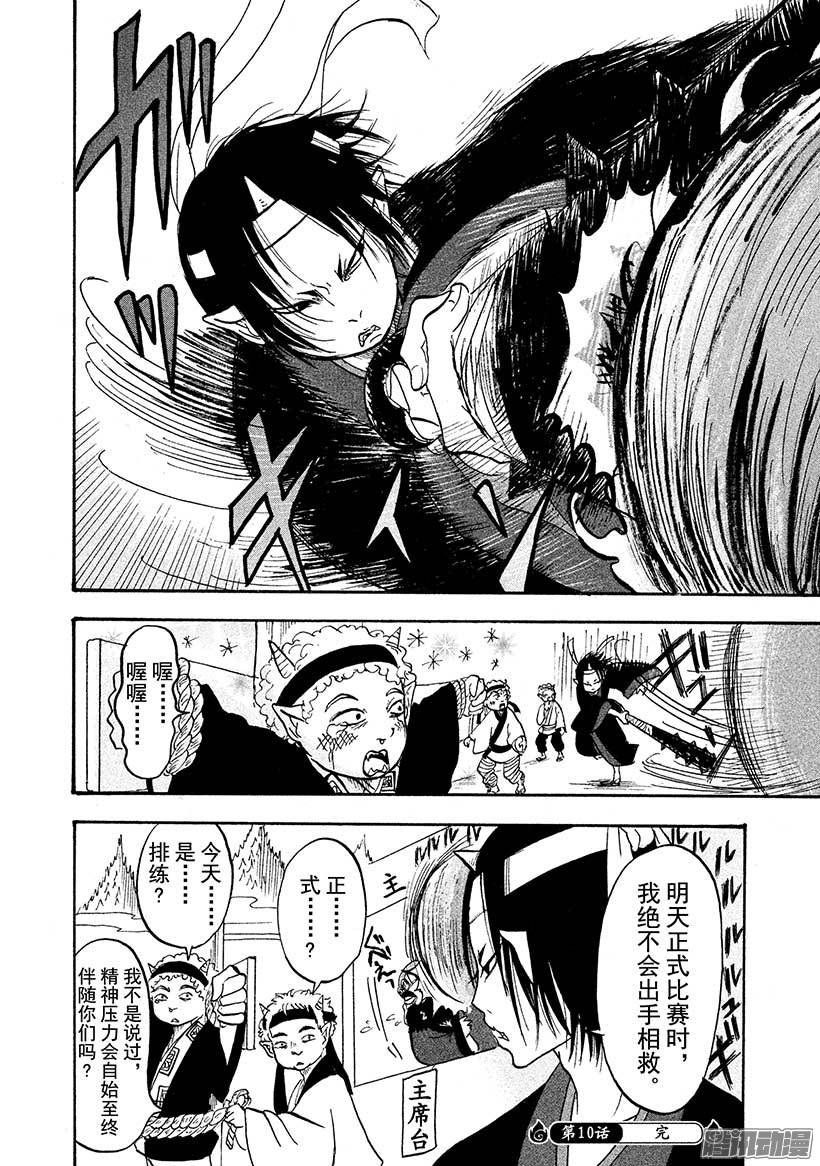 ガ
ガ
ギン
喔……
喔喔……
明天正式比赛时，
我绝不会出手相救。
正
式……？
今天……
是……
排练？
我不是说过，
精神压力会自始至终
伴随你们吗？
主
主席台
第10话 完
腾讯动漫